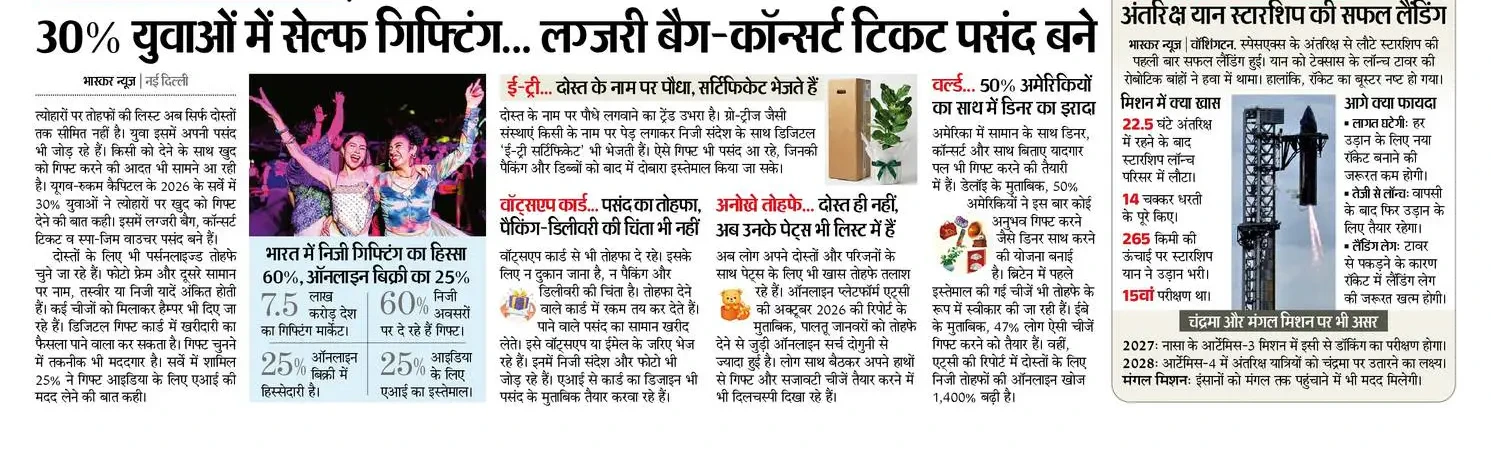 30% युवाओं में सेल्फ गिफ्टिंग... लग्जरी बैग-कॉन्सर्ट टिकट पसंद बने
भास्कर न्यूज | नई दिल्ली
त्योहारों पर तोहफों की लिस्ट अब सिर्फ दोस्तों
तक सीमित नहीं है। युवा इसमें अपनी पसंद
भी जोड़ रहे हैं। किसी को देने के साथ खुद
को गिफ्ट करने की आदत भी सामने आ रही
है। यूगव-रुकम कैपिटल के 2026 के सर्वे में
30% युवाओं ने त्योहारों पर खुद को गिफ्ट
देने की बात कही। इसमें लग्जरी बैग, कॉन्सर्ट
टिकट व स्पा-जिम वाउचर पसंद बने हैं।
दोस्तों के लिए भी पर्सनलाइज्ड तोहफे
चुने जा रहे हैं। फोटो फ्रेम और दूसरे सामान
पर नाम, तस्वीर या निजी यादें अंकित होती
हैं। कई चीजों को मिलाकर हैम्पर भी दिए जा
रहे हैं। डिजिटल गिफ्ट कार्ड में खरीदारी का
फैसला पाने वाला कर सकता है। गिफ्ट चुनने
में तकनीक भी मददगार है। सर्वे में शामिल
25% ने गिफ्ट आइडिया के लिए एआई की
मदद लेने की बात कही।
भारत में निजी गिफ्टिंग का हिस्सा
60%, ऑनलाइन बिक्री का 25%
7.5 लाख
करोड़ देश
का गिफ्टिंग मार्केट।
60% निजी
अवसरों
पर दे रहे हैं गिफ्ट।
25% ऑनलाइन
बिक्री में
हिस्सेदारी है।
25% आइडिया
के लिए
एआई का इस्तेमाल।
ई-ट्री... दोस्त के नाम पर पौधा, सर्टिफिकेट भेजते हैं
दोस्त के नाम पर पौधे लगवाने का ट्रेंड उभरा है। ग्रो-ट्रीज जैसी
संस्थाएं किसी के नाम पर पेड़ लगाकर निजी संदेश के साथ डिजिटल
'ई-ट्री सर्टिफिकेट' भी भेजती हैं। ऐसे गिफ्ट भी पसंद आ रहे, जिनकी
पैकिंग और डिब्बों को बाद में दोबारा इस्तेमाल किया जा सके।
वॉट्सएप कार्ड... पसंद का तोहफा,
पैकिंग-डिलीवरी की चिंता भी नहीं
वॉट्सएप कार्ड से भी तोहफा दे रहे। इसके
लिए न दुकान जाना है, न पैकिंग और
डिलीवरी की चिंता है। तोहफा देने
वाले कार्ड में रकम तय कर देते हैं।
पाने वाले पसंद का सामान खरीद
लेते। इसे वॉट्सएप या ईमेल के जरिए भेज
रहे हैं। इनमें निजी संदेश और फोटो भी
जोड़ रहे हैं। एआई से कार्ड का डिजाइन भी
पसंद के मुताबिक तैयार करवा रहे हैं।
अनोखे तोहफे... दोस्त ही नहीं,
अब उनके पेट्स भी लिस्ट में हैं
अब लोग अपने दोस्तों और परिजनों के
साथ पेट्स के लिए भी खास तोहफे तलाश
रहे हैं। ऑनलाइन प्लेटफॉर्म एट्सी
की अक्टूबर 2026 की रिपोर्ट के
मुताबिक, पालतू जानवरों को तोहफे
देने से जुड़ी ऑनलाइन सर्च दोगुनी से
ज्यादा हुई है। लोग साथ बैठकर अपने हाथों
से गिफ्ट और सजावटी चीजें तैयार करने में
भी दिलचस्पी दिखा रहे हैं।
वर्ल्ड... 50% अमेरिकियों
का साथ में डिनर का इरादा
अमेरिका में सामान के साथ डिनर,
कॉन्सर्ट और साथ बिताए यादगार
पल भी गिफ्ट करने की तैयारी
में हैं। डेलॉइ के मुताबिक, 50%
अमेरिकियों ने इस बार कोई
अनुभव गिफ्ट करने
जैसे डिनर साथ करने
की योजना बनाई
है। ब्रिटेन में पहले
इस्तेमाल की गई चीजें भी तोहफे के
रूप में स्वीकार की जा रही हैं। ईबे
के मुताबिक, 47% लोग ऐसी चीजें
गिफ्ट करने को तैयार हैं। वहीं,
एट्सी की रिपोर्ट में दोस्तों के लिए
निजी तोहफों की ऑनलाइन खोज
1,400% बढ़ी है।
अंतरिक्ष यान स्टारशिप की सफल लैंडिंग
भास्कर न्यूज | वॉशिंगटन. स्पेसएक्स के अंतरिक्ष से लौटे स्टारशिप की
पहली बार सफल लैंडिंग हुई। यान को टेक्सास के लॉन्च टावर की
रोबोटिक बांहों ने हवा में थामा। हालांकि, रॉकेट का बूस्टर नष्ट हो गया।
मिशन में क्या खास
22.5 घंटे अंतरिक्ष
में रहने के बाद
स्टारशिप लॉन्च
परिसर में लौटा।
14 चक्कर धरती
के पूरे किए।
265 किमी की
ऊंचाई पर स्टारशिप
यान ने उड़ान भरी।
15वां परीक्षण था।
आगे क्या फायदा
▪ लागत घटेगी: हर
उड़ान के लिए नया
रॉकेट बनाने की
जरूरत कम होगी।
▪ तेजी से लॉन्च: वापसी
के बाद फिर उड़ान के
लिए तैयार रहेगा।
▪ लैंडिंग लेग: टावर
से पकड़ने के कारण
रॉकेट में लैंडिंग लेग
की जरूरत खत्म होगी।
चंद्रमा और मंगल मिशन पर भी असर
2027: नासा के आर्टेमिस-3 मिशन में इसी से डॉकिंग का परीक्षण होगा।
2028: आर्टेमिस-4 में अंतरिक्ष यात्रियों को चंद्रमा पर उतारने का लक्ष्य।
मंगल मिशन: इंसानों को मंगल तक पहुंचाने में भी मदद मिलेगी।